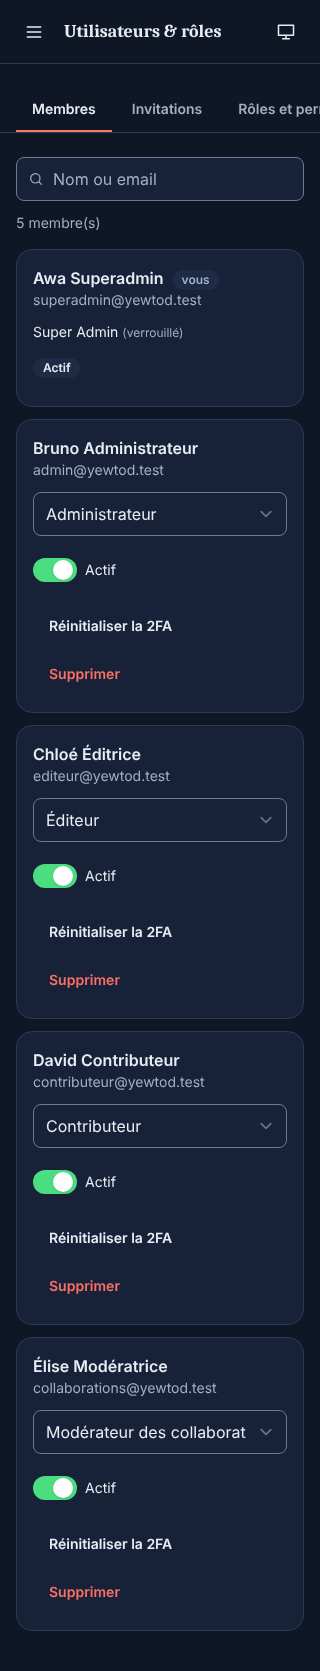 Utilisateurs & rôles
Membres Invitations Rôles et perr
Nom ou email
5 membre(s)
Awa Superadmin vous
superadmin@yewtod.test
Super Admin (verrouillé)
Actif
Bruno Administrateur
admin@yewtod.test
Administrateur
Actif
Réinitialiser la 2FA
Supprimer
Chloé Éditrice
editeur@yewtod.test
Éditeur
Actif
Réinitialiser la 2FA
Supprimer
David Contributeur
contributeur@yewtod.test
Contributeur
Actif
Réinitialiser la 2FA
Supprimer
Élise Modératrice
collaborations@yewtod.test
Modérateur des collaborat
Actif
Réinitialiser la 2FA
Supprimer